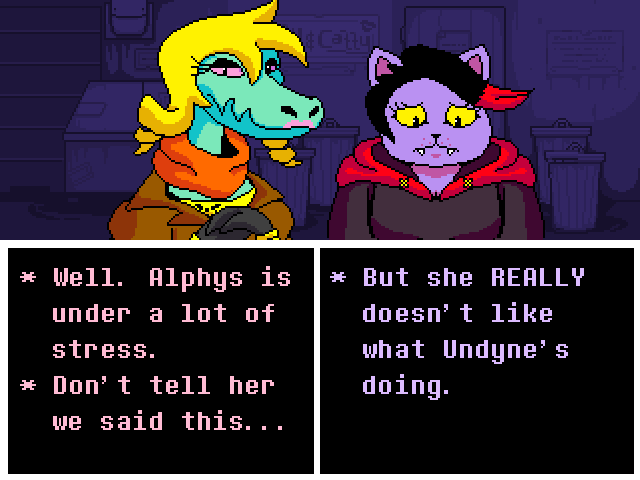 * Well. Alphys is
under a lot of
stress.
* Don't tell her
we said this...
* But she REALLY
doesn't like
what Undyne's
doing.